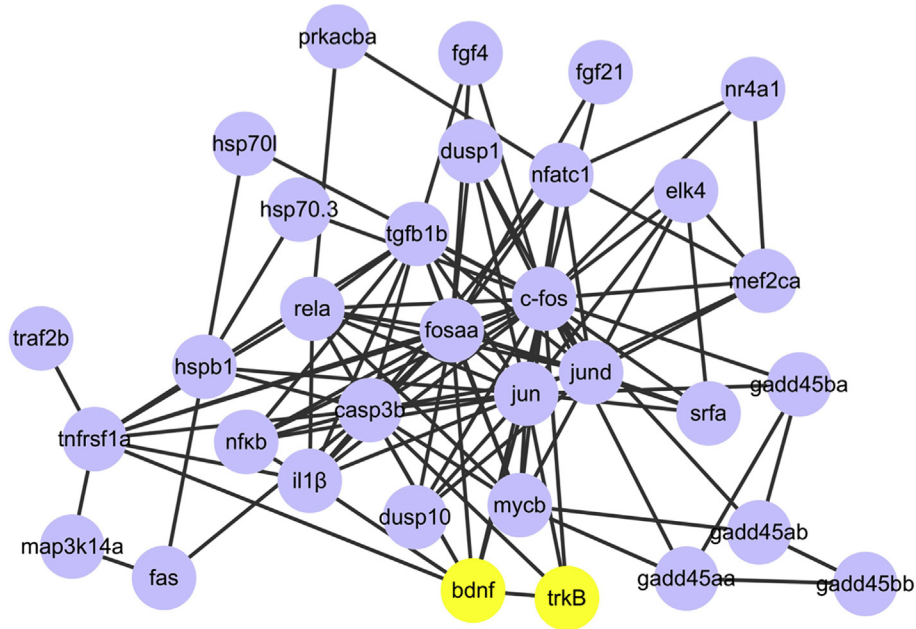 prkacba
fgf4
fgf21
nr4a1
hsp70l
dusp1
nfatc1
elk4
hsp70.3
tgfb1b
mef2ca
c-fos
rela
fosaa
traf2b
hspb1
jund
gadd45ba
jun
casp3b
srfa
tnfrsf1a
nfκb
il1β
mycb
dusp10
gadd45ab
map3k14a
fas
gadd45aa
gadd45bb
bdnf
trkB